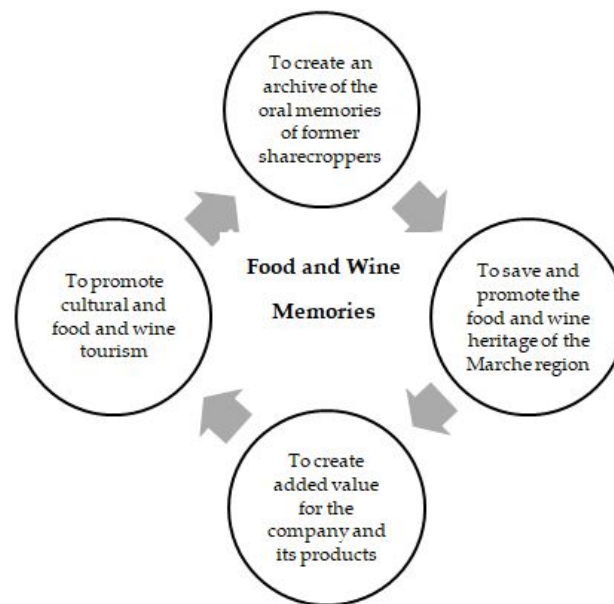 To create an
archive of the
oral memories
of former
sharecroppers
Food and Wine
Memories
To save and
promote the
food and wine
heritage of the
Marche region
To create
added value
for the
company and
its products
To promote
cultural and
food and wine
tourism